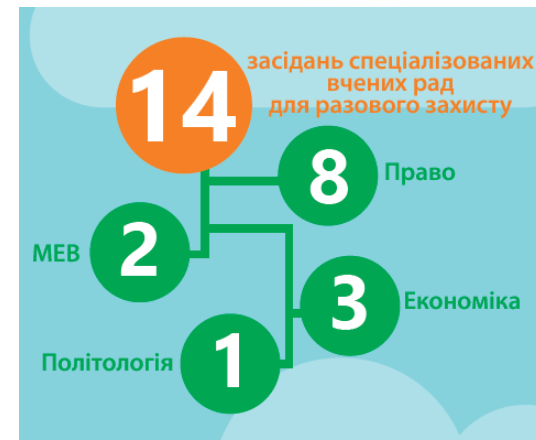 14
засідань спеціалізованих
вчених рад
для разового захисту
8 Право
МЕВ 2
3 Економіка
Політологія 1